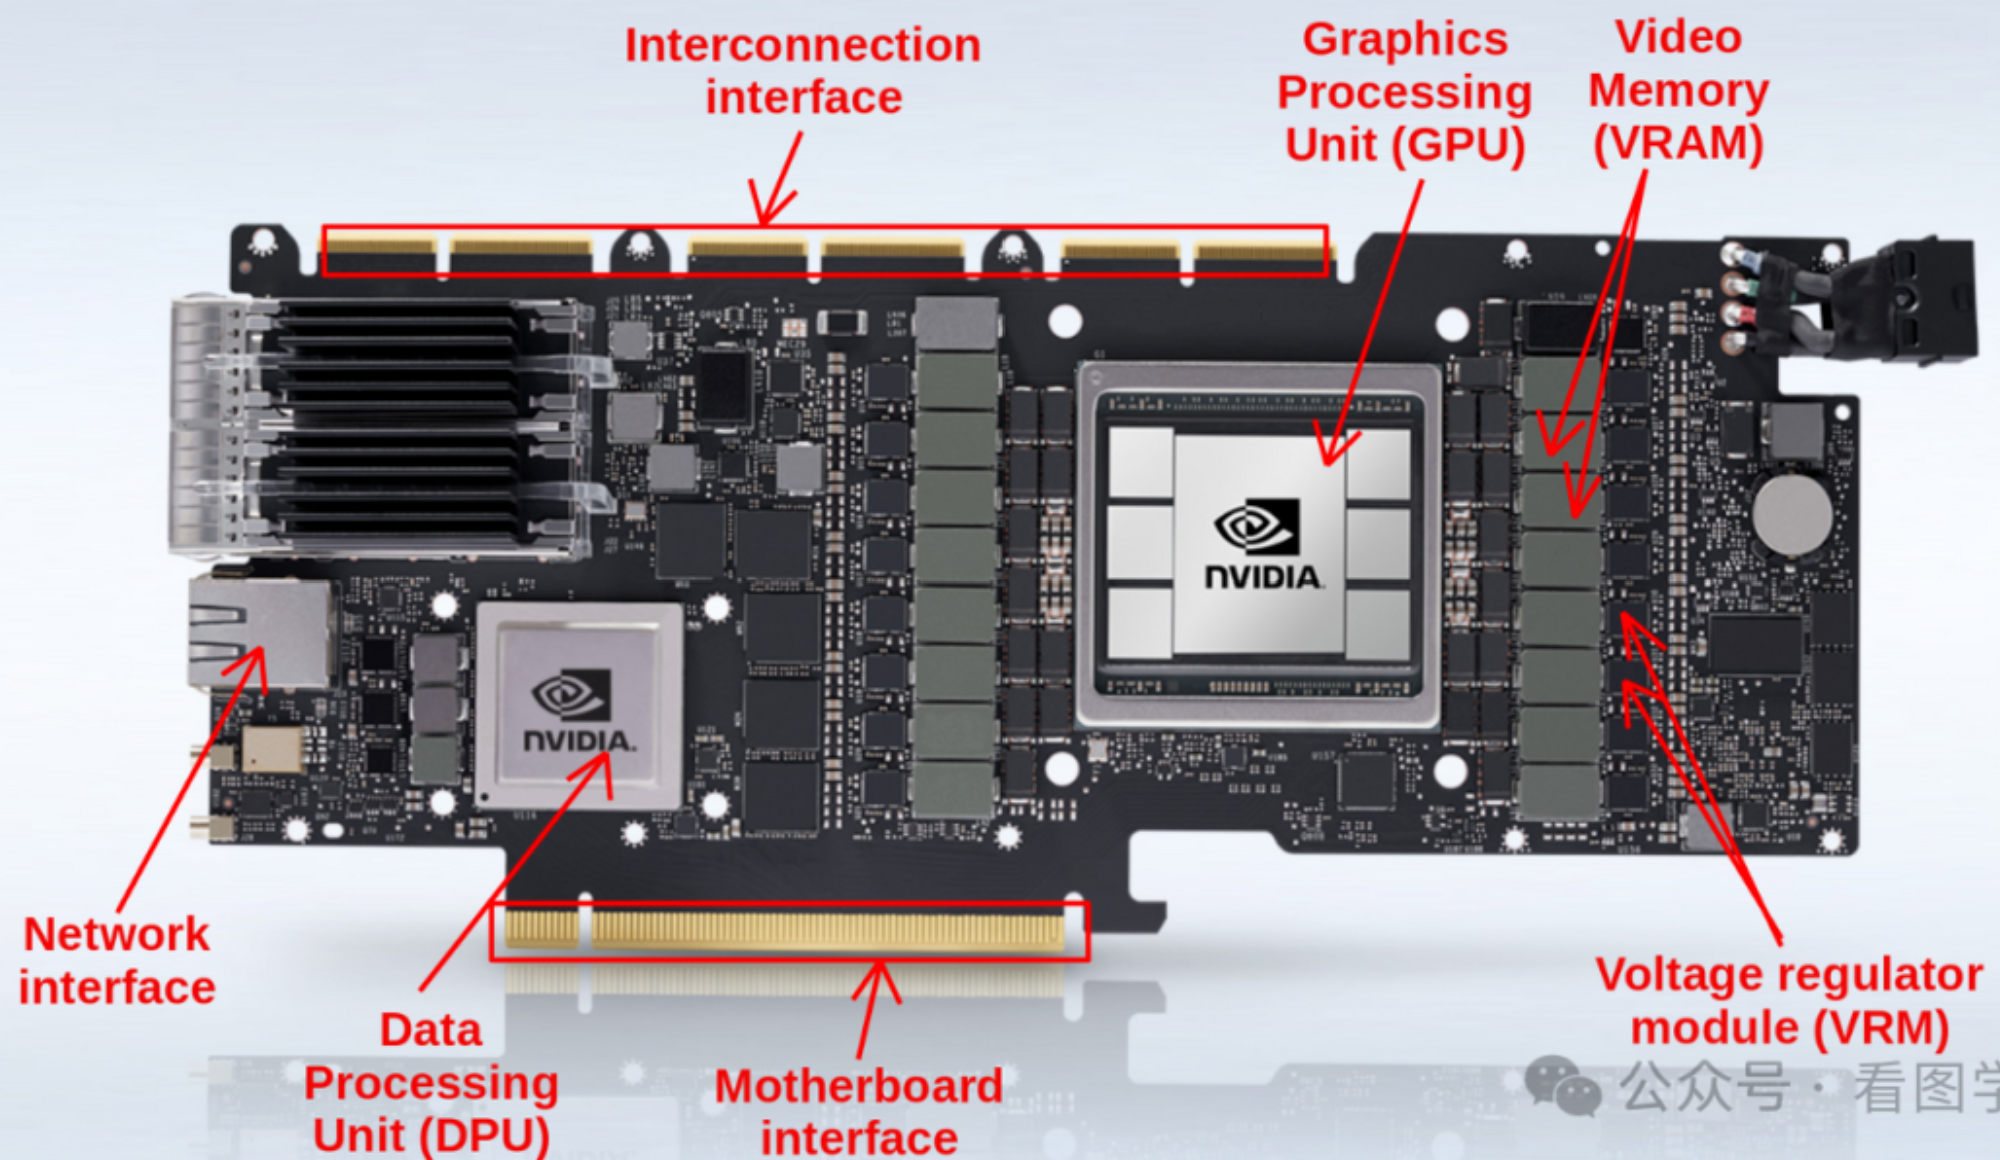 Interconnection
interface
Graphics
Processing
Unit (GPU)
Video
Memory
(VRAM)
NVIDIA.
NVIDIA.
Network
interface
Data
Processing
Unit (DPU)
Motherboard
interface
Voltage regulator
module (VRM)
公众号 · 看图学